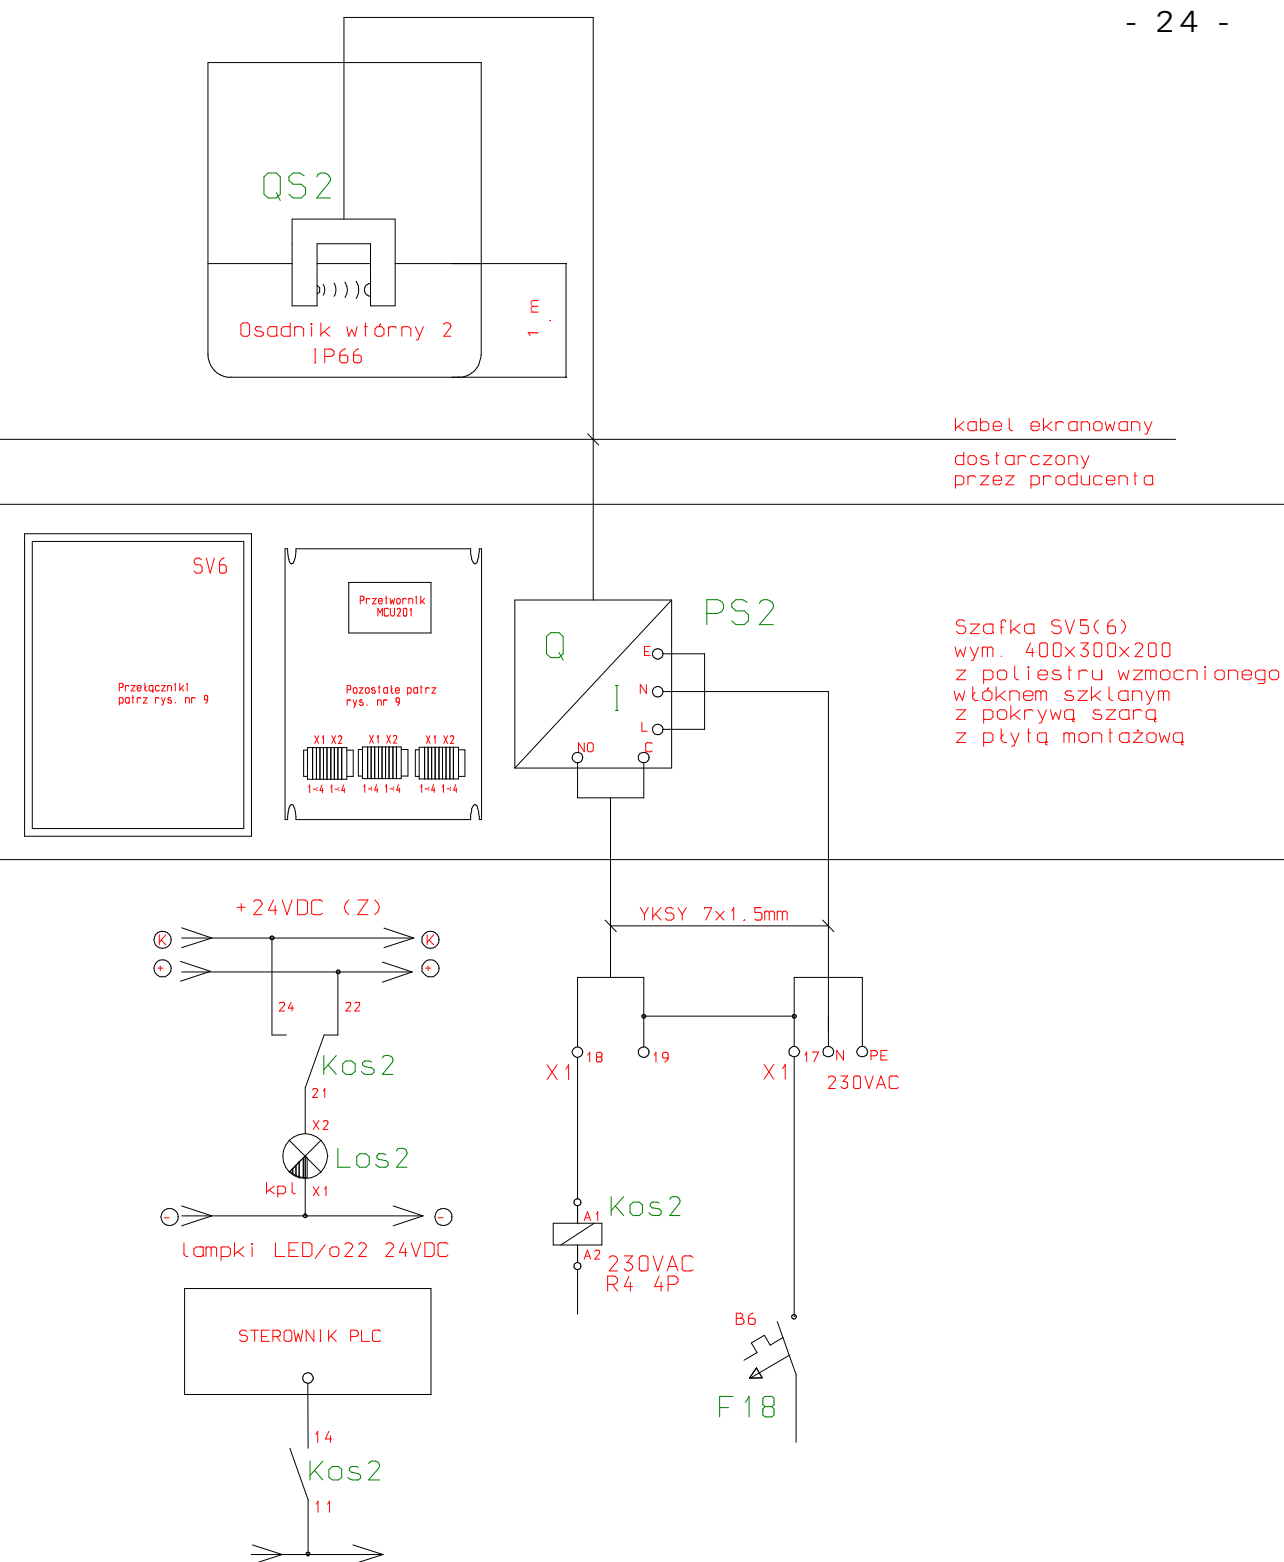 - 24 -
QS2
1 m
Osadnik wtórny 2
IP66
kabel ekranowany
dostarczony
przez producenta
SV6
Przełączniki
patrz rys. nr 9
Przetwornik
MCU201
Pozostałe patrz
rys. nr 9
X1 X2 X1 X2 X1 X2
1-4 1-4 1-4 1-4 1-4 1-4
PS2
Q
I
E
N
L
NO C
Szafka SV5(6)
wym. 400x300x200
z poliestru wzmocnionego
włóknem szklanym
z pokrywą szarą
z płytą montażową
+24VDC (Z)
K K
+ +
24 22
Kos2
21
X2
Los2
kpl X1
- -
lampki LED/o22 24VDC
YKSY 7x1.5mm
18 19 17 N PE
X1 X1
230VAC
Kos2
A1
A2
230VAC
R4 4P
B6
F18
STEROWNIK PLC
14
Kos2
11